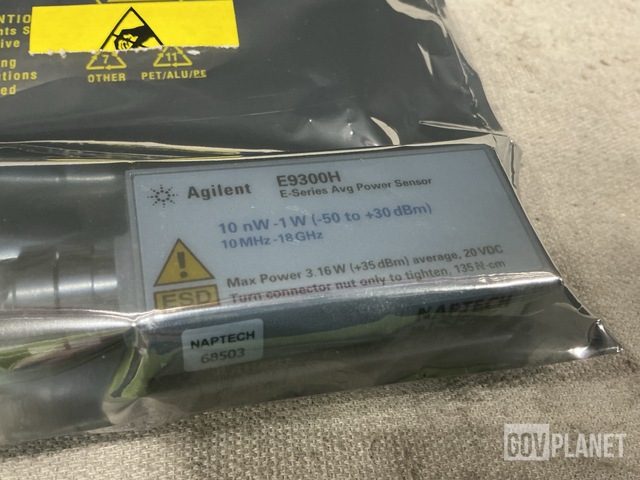 7
OTHER
11
PET/ALU/PE
Agilent
E9300H
E-Series Avg Power Sensor
10 nW -1 W (-50 to +30 dBm)
10 MHz -18 GHz
Max Power 3.16 W (+35 dBm) average, 20 VDC
Turn connector nut only to tighten, 135 N-cm
ESD
NAPTECH
NAPTECH
68503
GOVPLANET